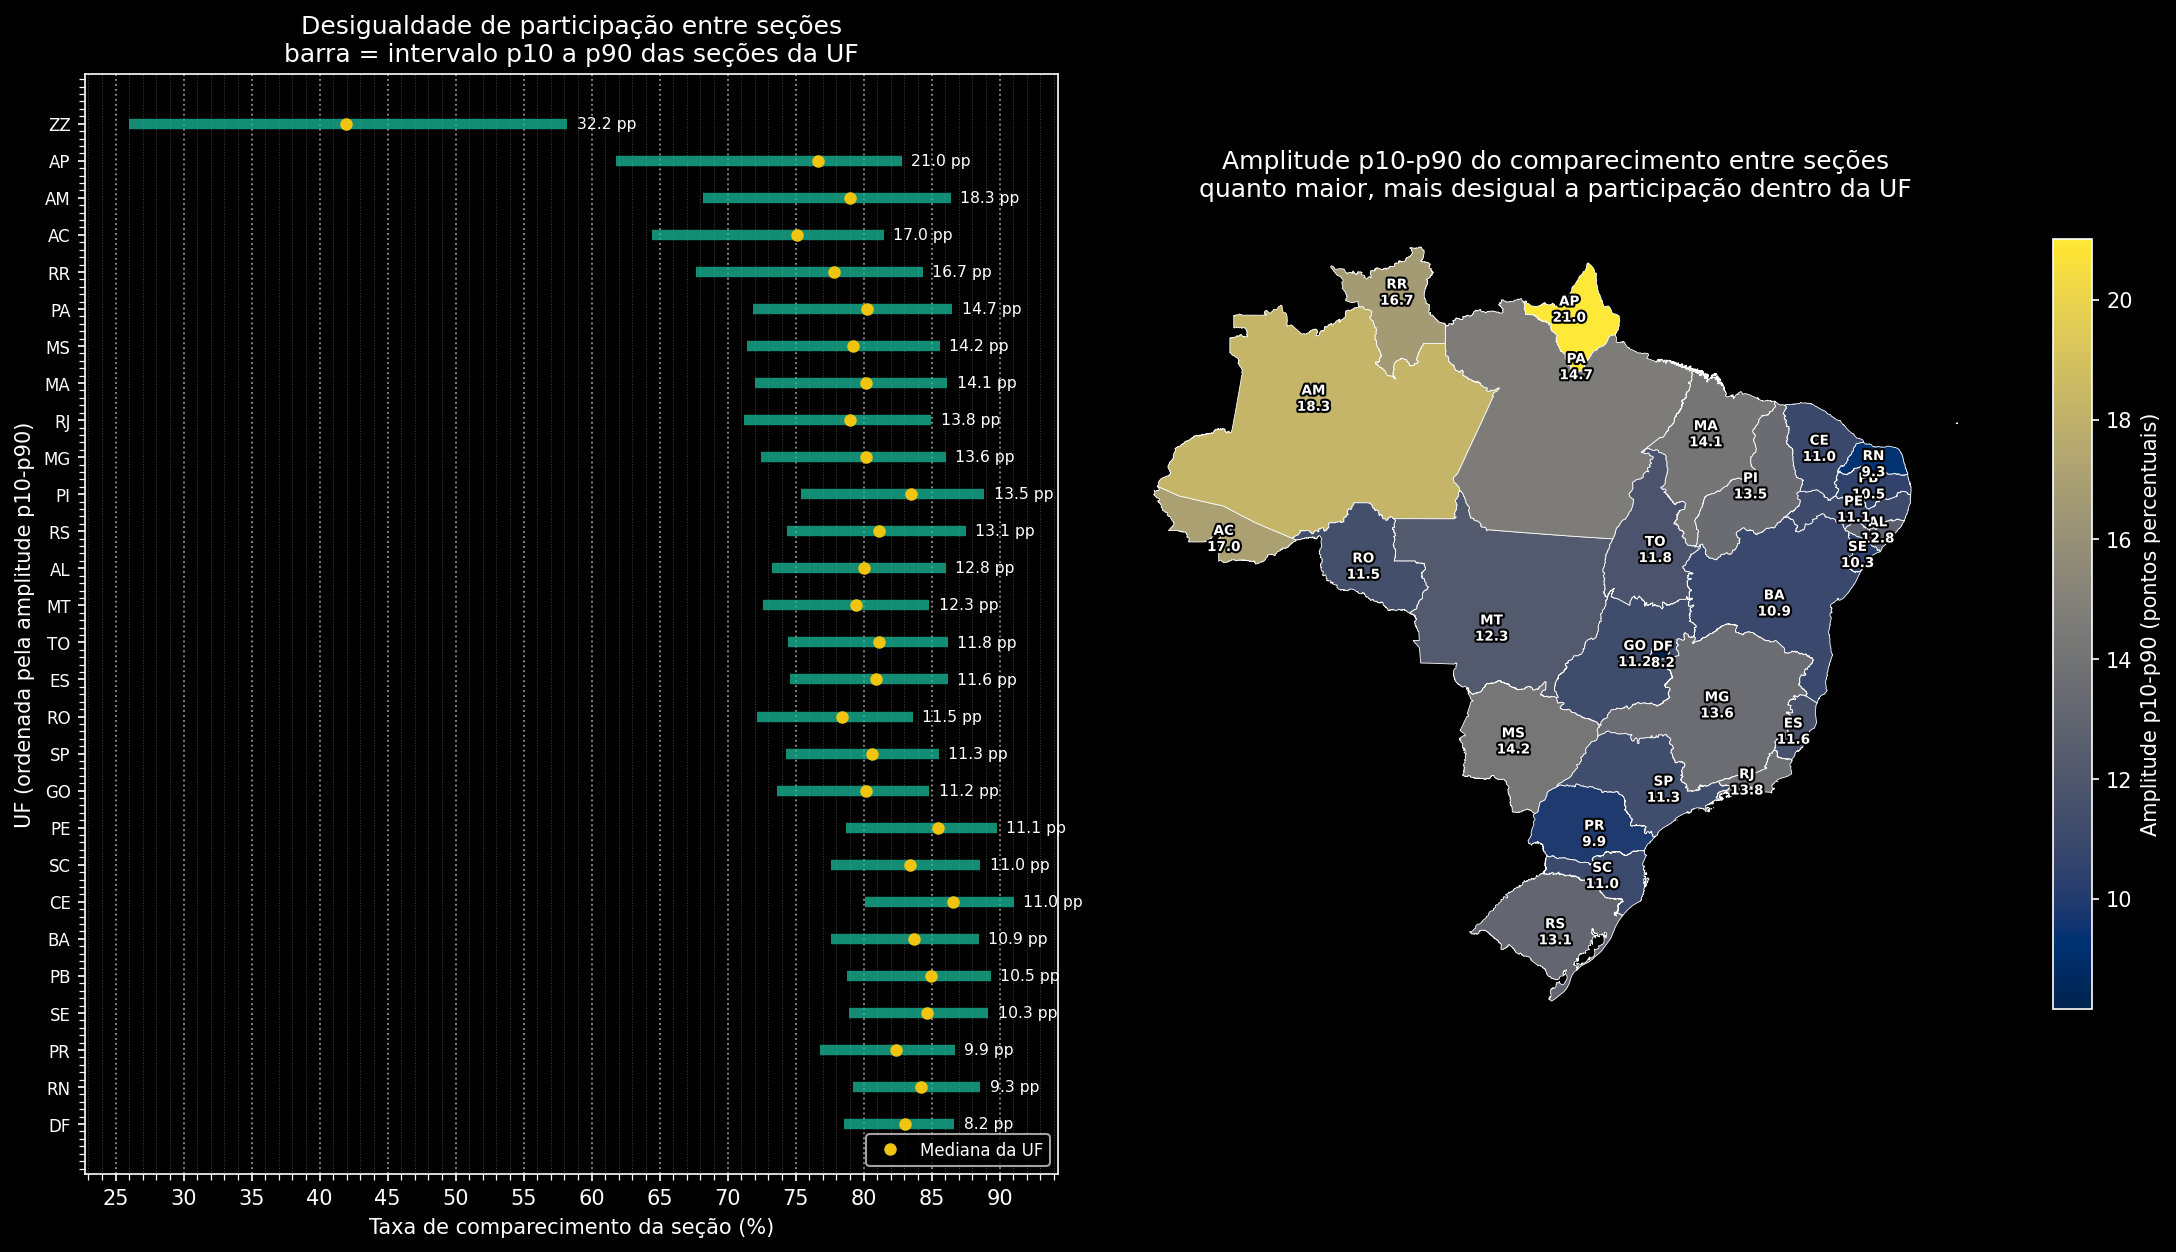 Desigualdade de participação entre seções
barra = intervalo p10 a p90 das seções da UF
UF (ordenada pela amplitude p10-p90)
ZZ 32.2 pp
AP 21.0 pp
AM 18.3 pp
AC 17.0 pp
RR 16.7 pp
PA 14.7 pp
MS 14.2 pp
MA 14.1 pp
RJ 13.8 pp
MG 13.6 pp
PI 13.5 pp
RS 13.1 pp
AL 12.8 pp
MT 12.3 pp
TO 11.8 pp
ES 11.6 pp
RO 11.5 pp
SP 11.3 pp
GO 11.2 pp
PE 11.1 pp
SC 11.0 pp
CE 11.0 pp
BA 10.9 pp
PB 10.5 pp
SE 10.3 pp
PR 9.9 pp
RN 9.3 pp
DF 8.2 pp
Mediana da UF
25 30 35 40 45 50 55 60 65 70 75 80 85 90
Taxa de comparecimento da seção (%)
Amplitude p10-p90 do comparecimento entre seções
quanto maior, mais desigual a participação dentro da UF
RR
16.7
AP
21.0
PA
14.7
AM
18.3
MA
14.1
CE
11.0
RN
9.3
PB
10.5
PI
13.5
PE
11.1
AL
12.8
SE
10.3
AC
17.0
RO
11.5
TO
11.8
BA
10.9
MT
12.3
GO
11.2
DF
8.2
MG
13.6
ES
11.6
MS
14.2
RJ
13.8
SP
11.3
PR
9.9
SC
11.0
RS
13.1
20
18
16
14
12
10
Amplitude p10-p90 (pontos percentuais)